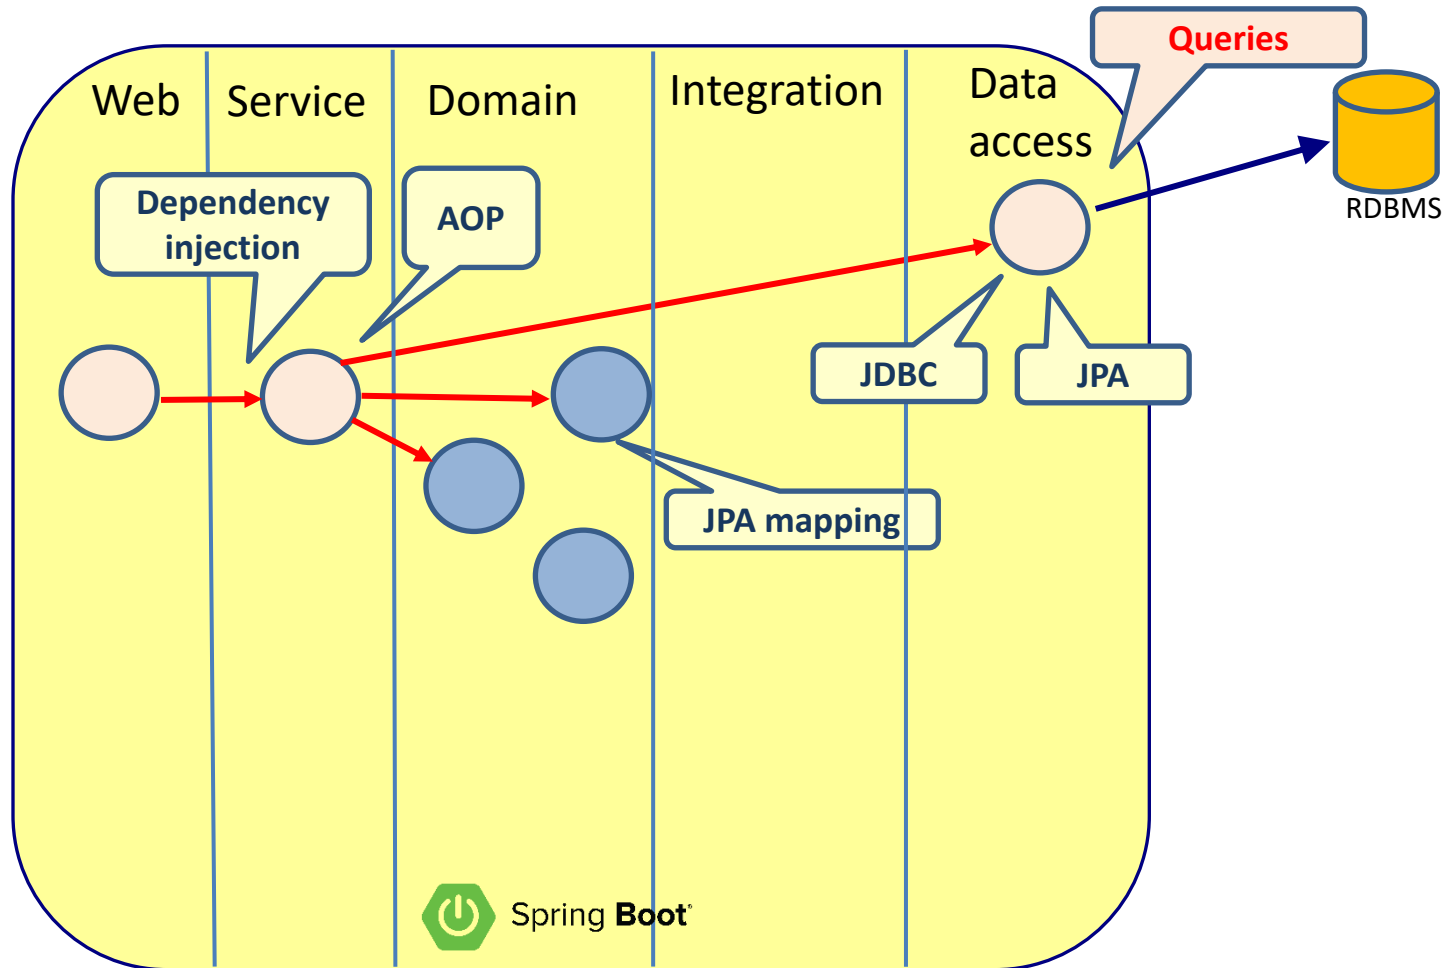 Queries
Web
Service
Domain
Integration
Data
access
RDBMS
Dependency
injection
AOP
JDBC
JPA
JPA mapping
Spring Boot